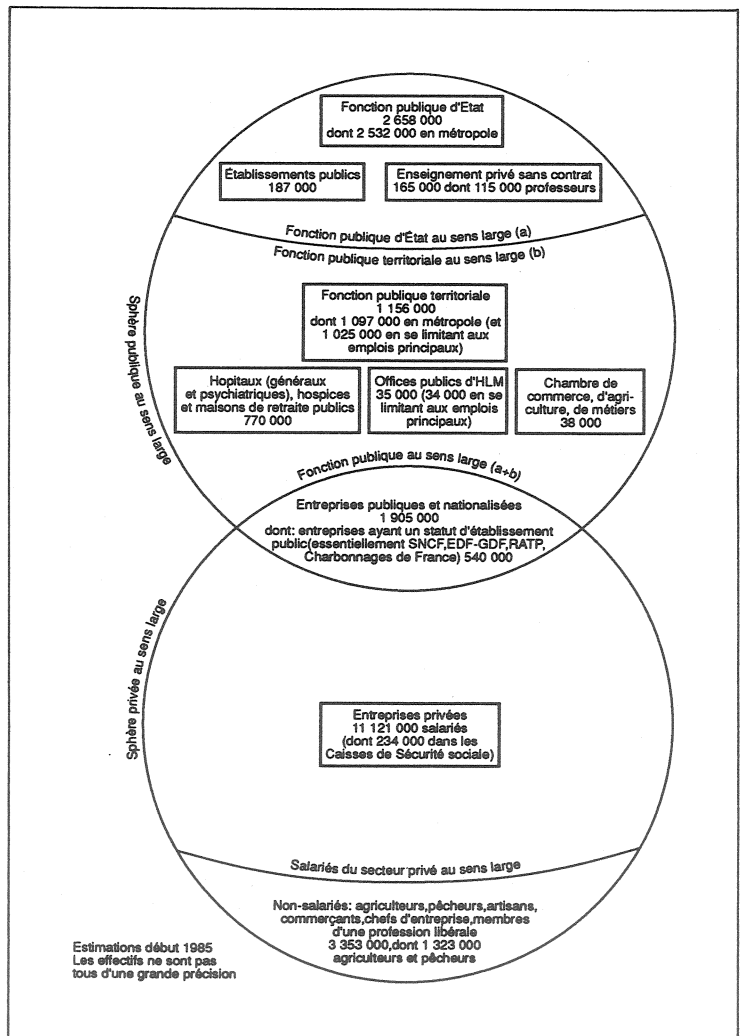 Fonction publique d'Etat
2 658 000
dont 2 532 000 en métropole
Établissements publics
187 000
Enseignement privé sans contrat
165 000 dont 115 000 professeurs
Fonction publique d'État au sens large (a)
Fonction publique territoriale au sens large (b)
Sphère publique au sens large
Fonction publique territoriale
1 156 000
dont 1 097 000 en métropole (et
1 025 000 en se limitant aux
emplois principaux)
Hopitaux (généraux
et psychiatriques), hospices
et maisons de retraite publics
770 000
Offices publics d'HLM
35 000 (34 000 en se
limitant aux emplois
principaux)
Chambre de
commerce, d'agri-
culture, de métiers
38 000
Fonction publique au sens large (a+b)
Entreprises publiques et nationalisées
1 905 000
dont: entreprises ayant un statut d'établissement
public(essentiellement SNCF,EDF-GDF,RATP,
Charbonnages de France) 540 000
Sphère privée au sens large
Entreprises privées
11 121 000 salariés
(dont 234 000 dans les
Caisses de Sécurité sociale)
Salariés du secteur privé au sens large
Non-salariés: agriculteurs,pêcheurs,artisans,
commerçants,chefs d'entreprise,membres
d'une profession libérale
3 353 000,dont 1 323 000
agriculteurs et pêcheurs
Estimations début 1985
Les effectifs ne sont pas
tous d'une grande précision